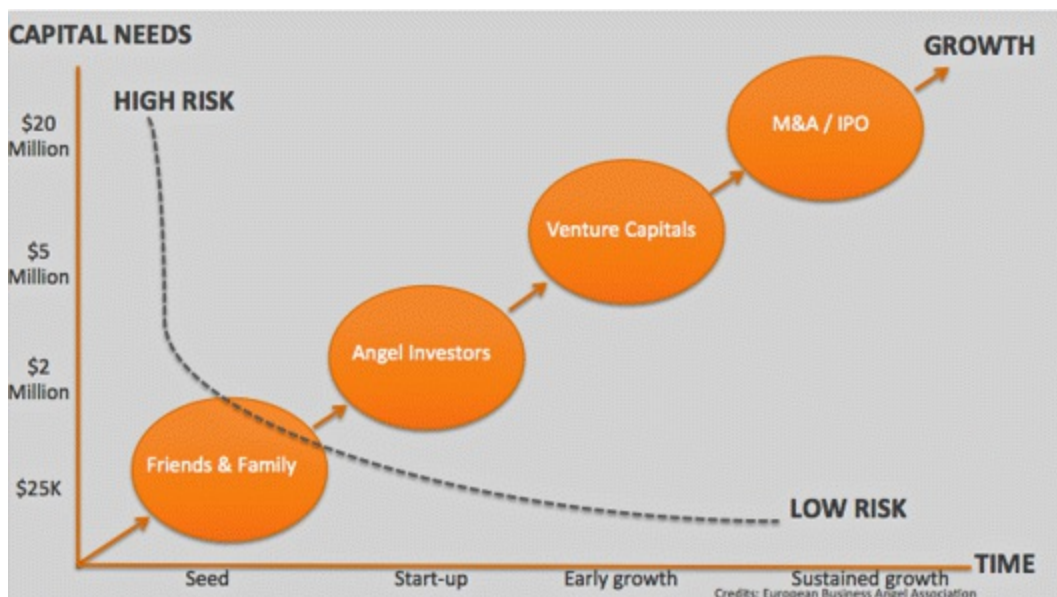 CAPITAL NEEDS
GROWTH
HIGH RISK
$20
Million
M&A / IPO
Venture Capitals
$5
Million
Angel Investors
$2
Million
Friends & Family
$25K
LOW RISK
TIME
Seed
Start-up
Early growth
Sustained growth
Credits: European Business Angel Association